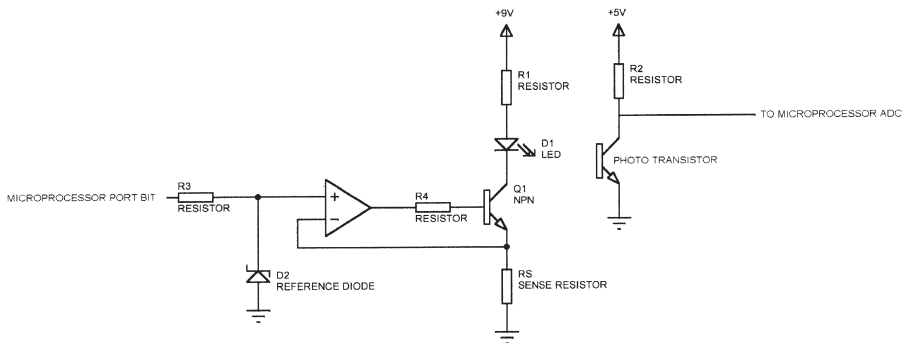 +9V
+5V
R1
RESISTOR
R2
RESISTOR
TO MICROPROCESSOR ADC
D1
LED
PHOTO TRANSISTOR
MICROPROCESSOR PORT BIT
R3
RESISTOR
+
−
R4
RESISTOR
Q1
NPN
D2
REFERENCE DIODE
RS
SENSE RESISTOR